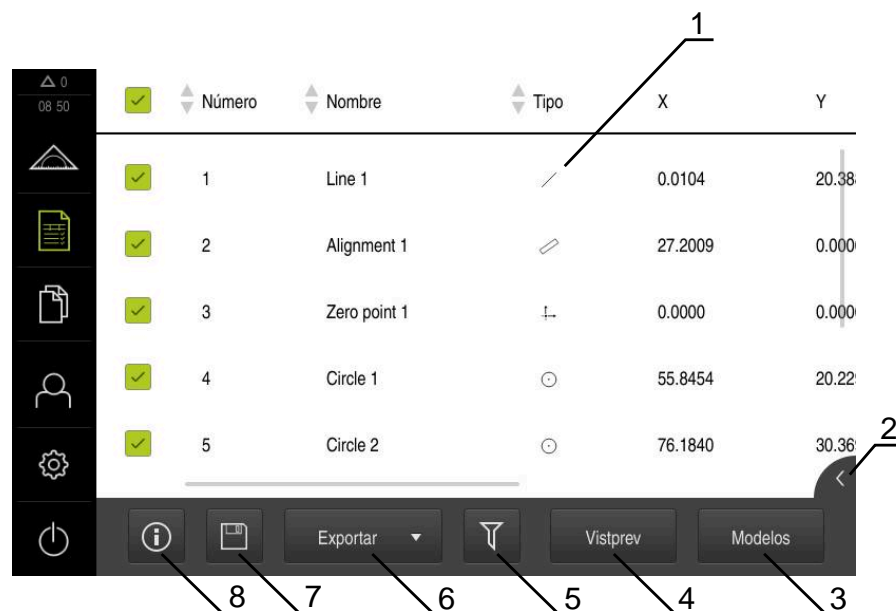 1
0
08 50
Número Nombre Tipo X Y
1 Line 1 0.0104 20.38
2 Alignment 1 27.2009 0.000
3 Zero point 1 0.0000 0.000
4 Circle 1 55.8454 20.22
5 Circle 2 76.1840 30.36
2
Exportar Vistprev Modelos
8 7 6 5 4 3